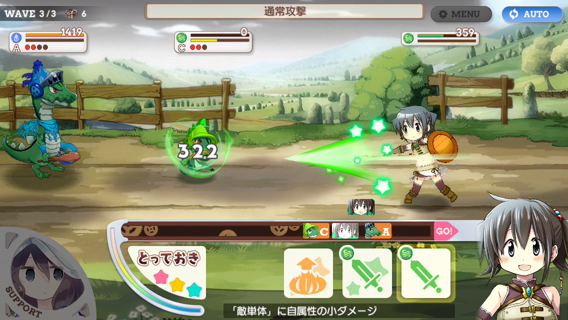 WAVE 3/3 6
通常攻撃
MENU
AUTO
1419
A
0
C
359
322
C A GO!
とっておき
SUPPORT
「敵単体」に自属性の小ダメージ